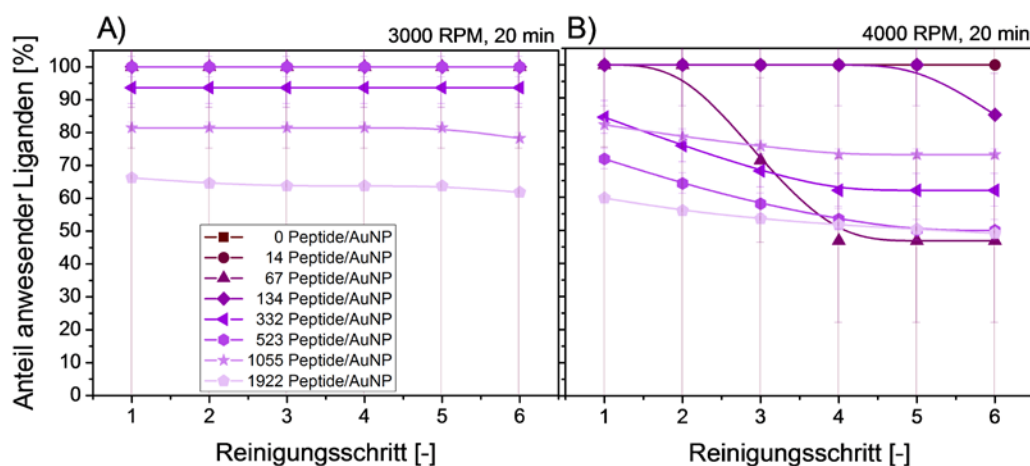 A)
3000 RPM, 20 min
B)
4000 RPM, 20 min
Anteil anwesender Liganden [%]
100
90
80
70
60
50
40
30
20
10
0
0 Peptide/AuNP
14 Peptide/AuNP
67 Peptide/AuNP
134 Peptide/AuNP
332 Peptide/AuNP
523 Peptide/AuNP
1055 Peptide/AuNP
1922 Peptide/AuNP
1 2 3 4 5 6
1 2 3 4 5 6
Reinigungsschritt [-]
Reinigungsschritt [-]